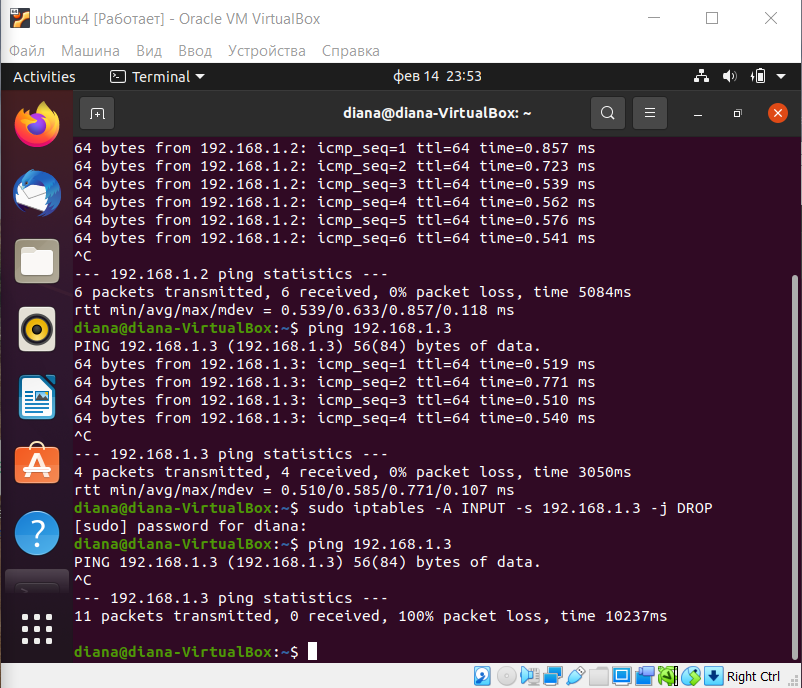 ubuntu4 [Работает] - Oracle VM VirtualBox
Файл Машина Вид Ввод Устройства Справка
Activities Terminal фев 14 23:53
diana@diana-VirtualBox: ~
64 bytes from 192.168.1.2: icmp_seq=1 ttl=64 time=0.857 ms
64 bytes from 192.168.1.2: icmp_seq=2 ttl=64 time=0.723 ms
64 bytes from 192.168.1.2: icmp_seq=3 ttl=64 time=0.539 ms
64 bytes from 192.168.1.2: icmp_seq=4 ttl=64 time=0.562 ms
64 bytes from 192.168.1.2: icmp_seq=5 ttl=64 time=0.576 ms
64 bytes from 192.168.1.2: icmp_seq=6 ttl=64 time=0.541 ms
^C
--- 192.168.1.2 ping statistics ---
6 packets transmitted, 6 received, 0% packet loss, time 5084ms
rtt min/avg/max/mdev = 0.539/0.633/0.857/0.118 ms
diana@diana-VirtualBox:~$ ping 192.168.1.3
PING 192.168.1.3 (192.168.1.3) 56(84) bytes of data.
64 bytes from 192.168.1.3: icmp_seq=1 ttl=64 time=0.519 ms
64 bytes from 192.168.1.3: icmp_seq=2 ttl=64 time=0.771 ms
64 bytes from 192.168.1.3: icmp_seq=3 ttl=64 time=0.510 ms
64 bytes from 192.168.1.3: icmp_seq=4 ttl=64 time=0.540 ms
^C
--- 192.168.1.3 ping statistics ---
4 packets transmitted, 4 received, 0% packet loss, time 3050ms
rtt min/avg/max/mdev = 0.510/0.585/0.771/0.107 ms
diana@diana-VirtualBox:~$ sudo iptables -A INPUT -s 192.168.1.3 -j DROP
[sudo] password for diana:
diana@diana-VirtualBox:~$ ping 192.168.1.3
PING 192.168.1.3 (192.168.1.3) 56(84) bytes of data.
^C
--- 192.168.1.3 ping statistics ---
11 packets transmitted, 0 received, 100% packet loss, time 10237ms
diana@diana-VirtualBox:~$
Right Ctrl